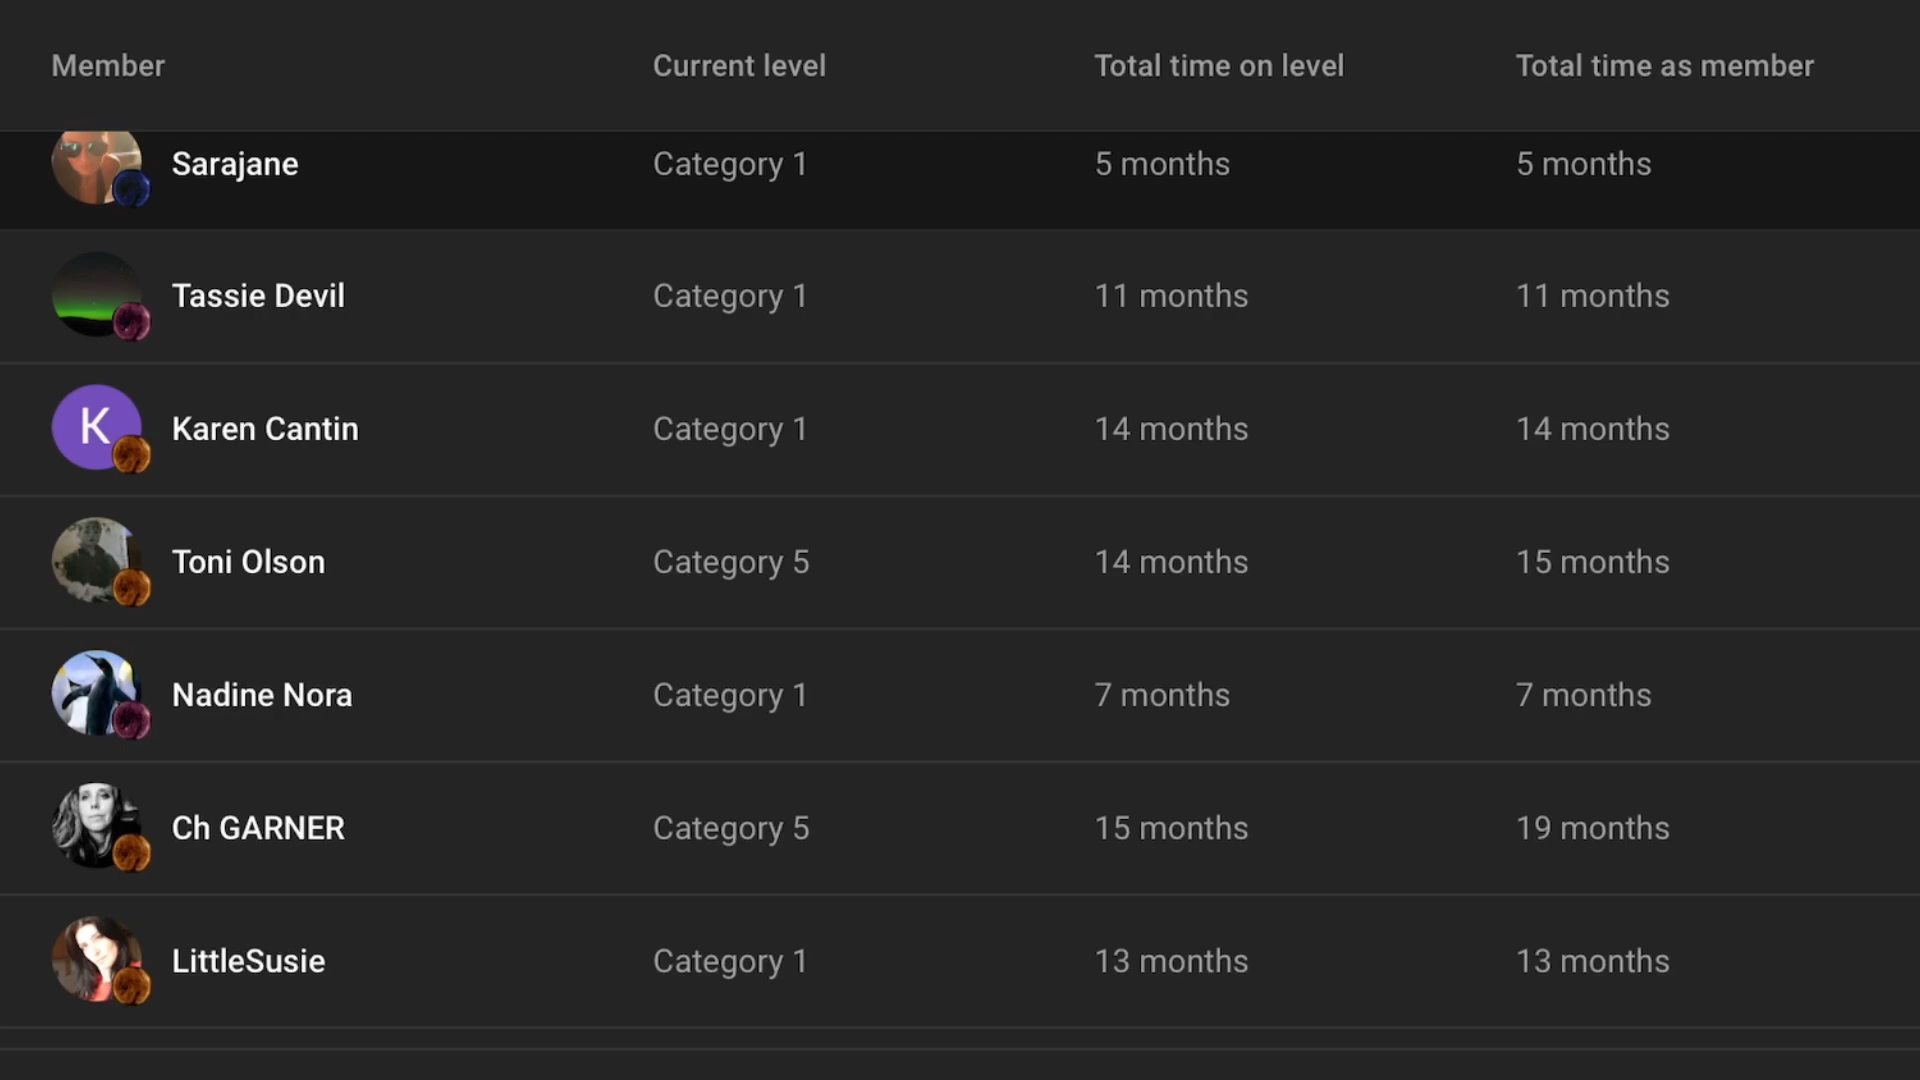 Member Current level Total time on level Total time as member
Sarajane Category 1 5 months 5 months
Tassie Devil Category 1 11 months 11 months
K Karen Cantin Category 1 14 months 14 months
Toni Olson Category 5 14 months 15 months
Nadine Nora Category 1 7 months 7 months
Ch GARNER Category 5 15 months 19 months
LittleSusie Category 1 13 months 13 months